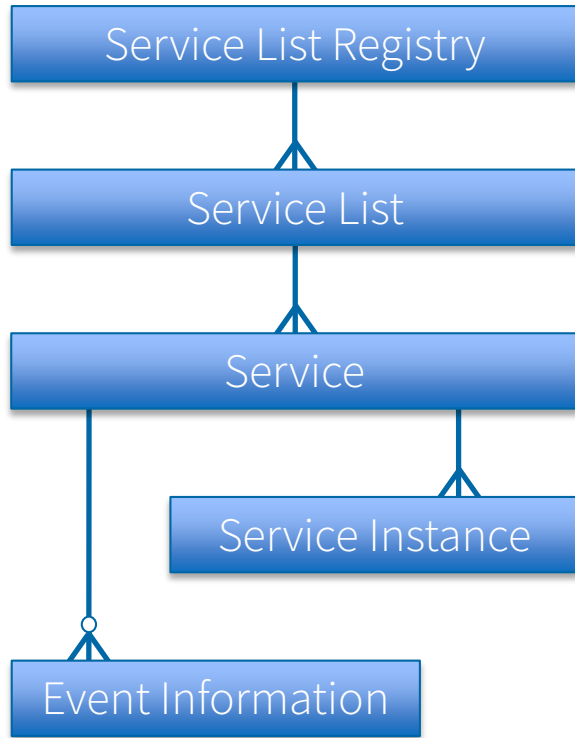 Service List Registry
Service List
Service
Service Instance
Event Information